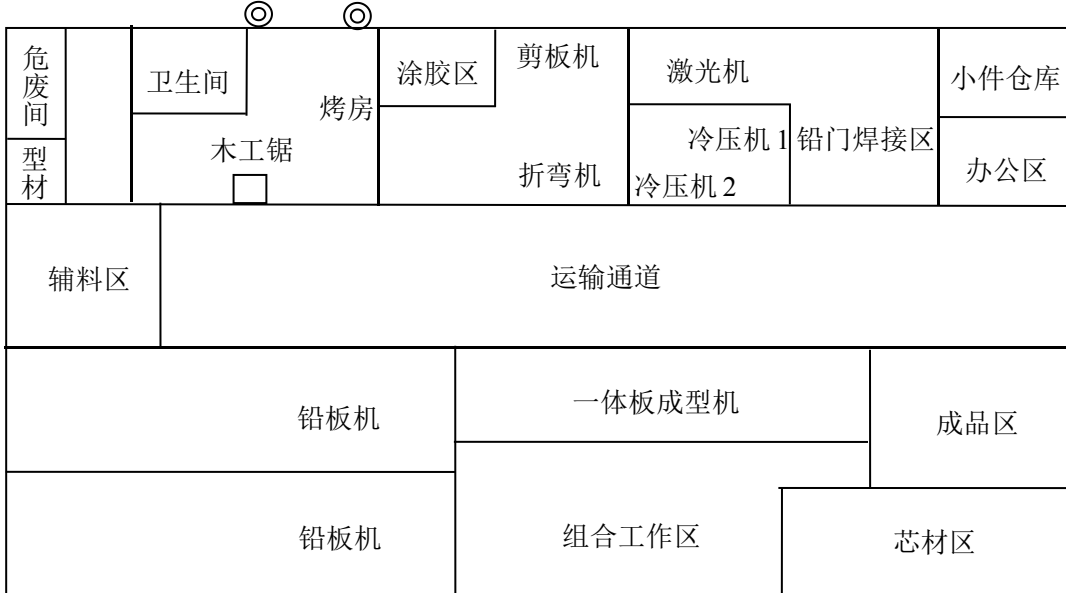 危废间
型材
卫生间
木工锯
烤房
涂胶区
剪板机
折弯机
激光机
冷压机1
冷压机2
铅门焊接区
小件仓库
办公区
辅料区
运输通道
铅板机
一体板成型机
成品区
铅板机
组合工作区
芯材区